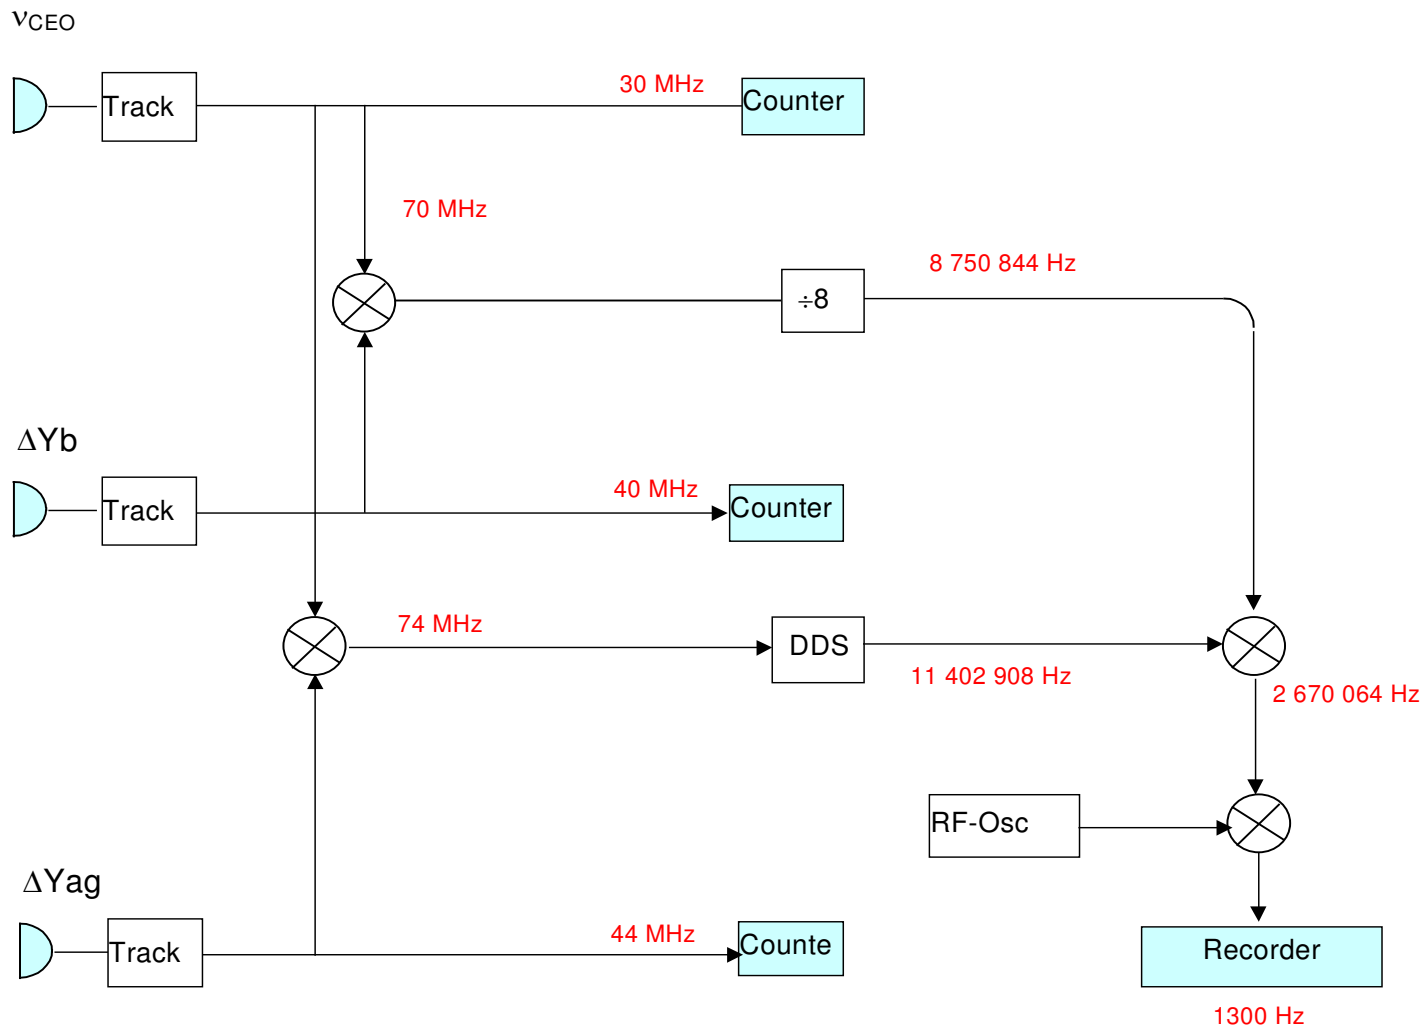 νCEO
Track
30 MHz
Counter
70 MHz
÷8
8 750 844 Hz
ΔYb
Track
40 MHz
Counter
74 MHz
DDS
11 402 908 Hz
2 670 064 Hz
RF-Osc
ΔYag
Track
44 MHz
Counte
Recorder
1300 Hz